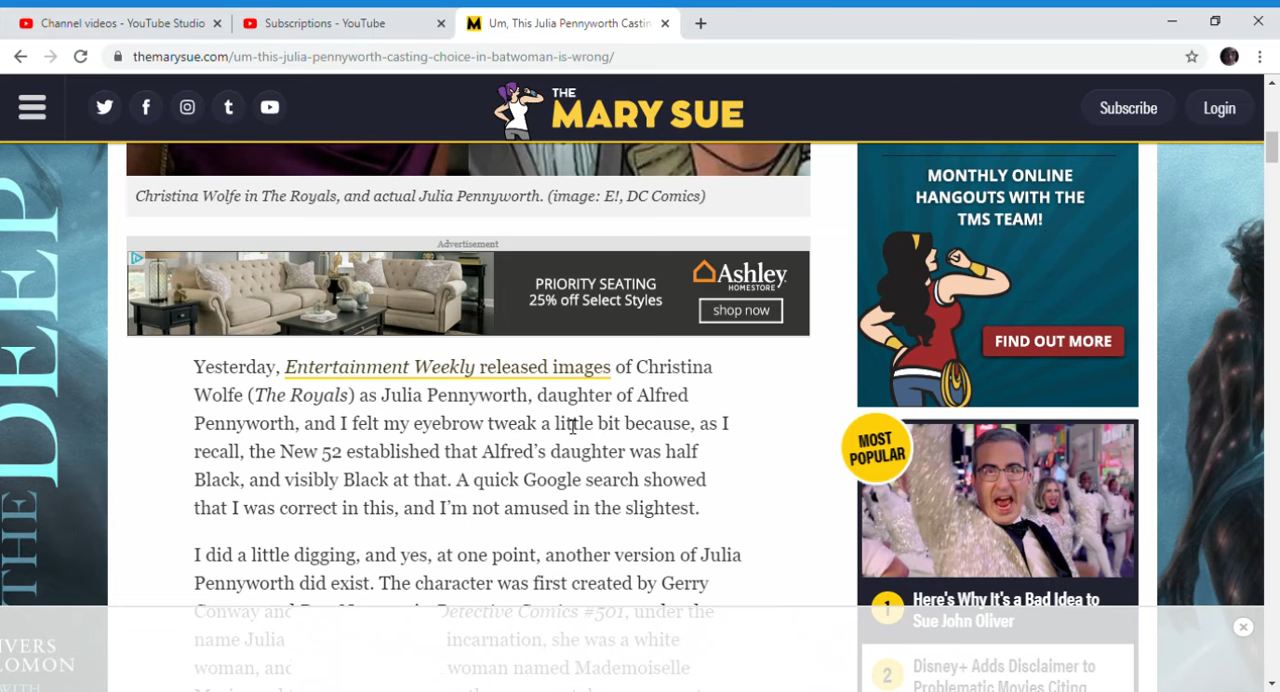 Channel videos - YouTube Studio
Subscriptions - YouTube
Um, This Julia Pennyworth Castin
themarysue.com/um-this-julia-pennyworth-casting-choice-in-batwoman-is-wrong/
THE
MARY SUE
Subscribe
Login
Christina Wolfe in The Royals, and actual Julia Pennyworth. (image: E!, DC Comics)
Advertisement
PRIORITY SEATING
25% off Select Styles
Ashley
HOMESTORE
shop now
Yesterday, Entertainment Weekly released images of Christina
Wolfe (The Royals) as Julia Pennyworth, daughter of Alfred
Pennyworth, and I felt my eyebrow tweak a little bit because, as I
recall, the New 52 established that Alfred's daughter was half
Black, and visibly Black at that. A quick Google search showed
that I was correct in this, and I'm not amused in the slightest.
I did a little digging, and yes, at one point, another version of Julia
Pennyworth did exist. The character was first created by Gerry
Conway and Detective Comics #501, under the
name Julia incarnation, she was a white
woman, and woman named Mademoiselle
MONTHLY ONLINE
HANGOUTS WITH THE
TMS TEAM!
FIND OUT MORE
MOST
POPULAR
1
Here's Why It's a Bad Idea to
Sue John Oliver
2
Disney+ Adds Disclaimer to
Problematic Movies Citing
THE DEEP
IVERS
LOMON
WITH